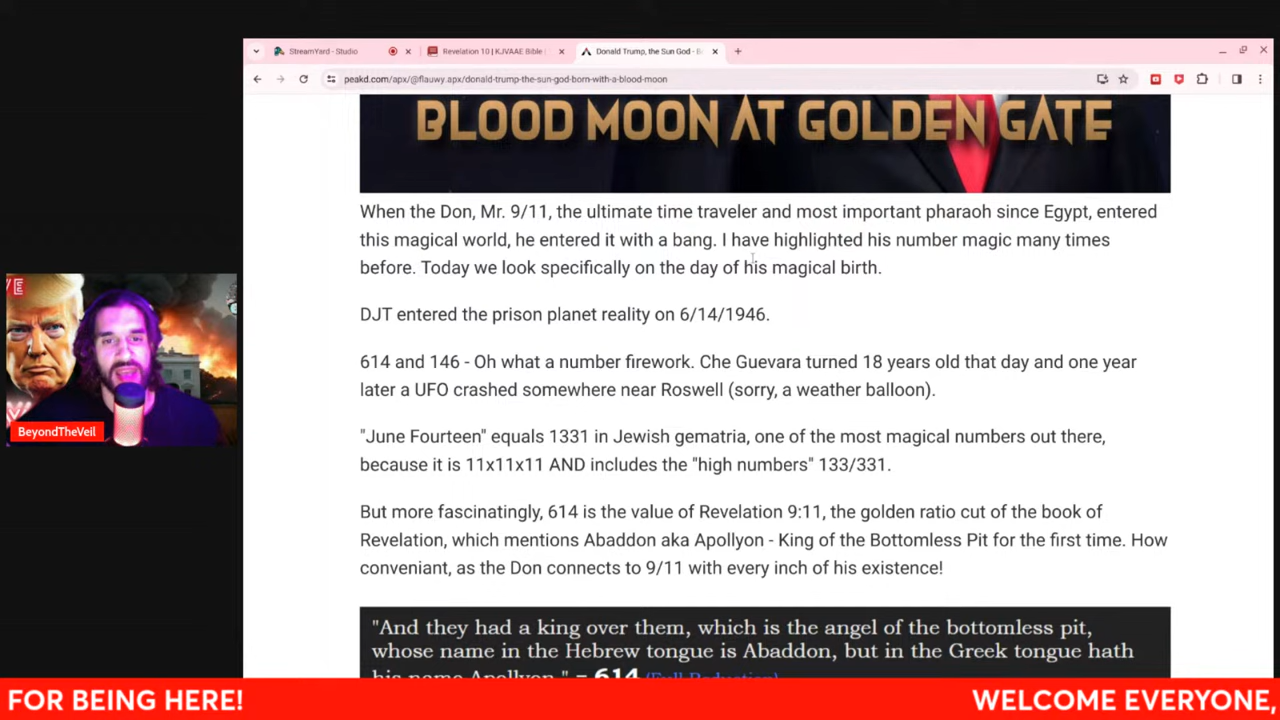 StreamYard - Studio
Revelation 10 | KJVAAE Bible
Donald Trump, the Sun God - B
peakd.com/apx/@flauwy.apx/donald-trump-the-sun-god-born-with-a-blood-moon
BLOOD MOON AT GOLDEN GATE
When the Don, Mr. 9/11, the ultimate time traveler and most important pharaoh since Egypt, entered
this magical world, he entered it with a bang. I have highlighted his number magic many times
before. Today we look specifically on the day of his magical birth.
DJT entered the prison planet reality on 6/14/1946.
614 and 146 - Oh what a number firework. Che Guevara turned 18 years old that day and one year
later a UFO crashed somewhere near Roswell (sorry, a weather balloon).
"June Fourteen" equals 1331 in Jewish gematria, one of the most magical numbers out there,
because it is 11x11x11 AND includes the "high numbers" 133/331.
But more fascinatingly, 614 is the value of Revelation 9:11, the golden ratio cut of the book of
Revelation, which mentions Abaddon aka Apollyon - King of the Bottomless Pit for the first time. How
convenient, as the Don connects to 9/11 with every inch of his existence!
"And they had a king over them, which is the angel of the bottomless pit,
whose name in the Hebrew tongue is Abaddon, but in the Greek tongue hath
his name Apollyon." = 614 (Full Reduction)
BeyondTheVeil
FOR BEING HERE!
WELCOME EVERYONE,